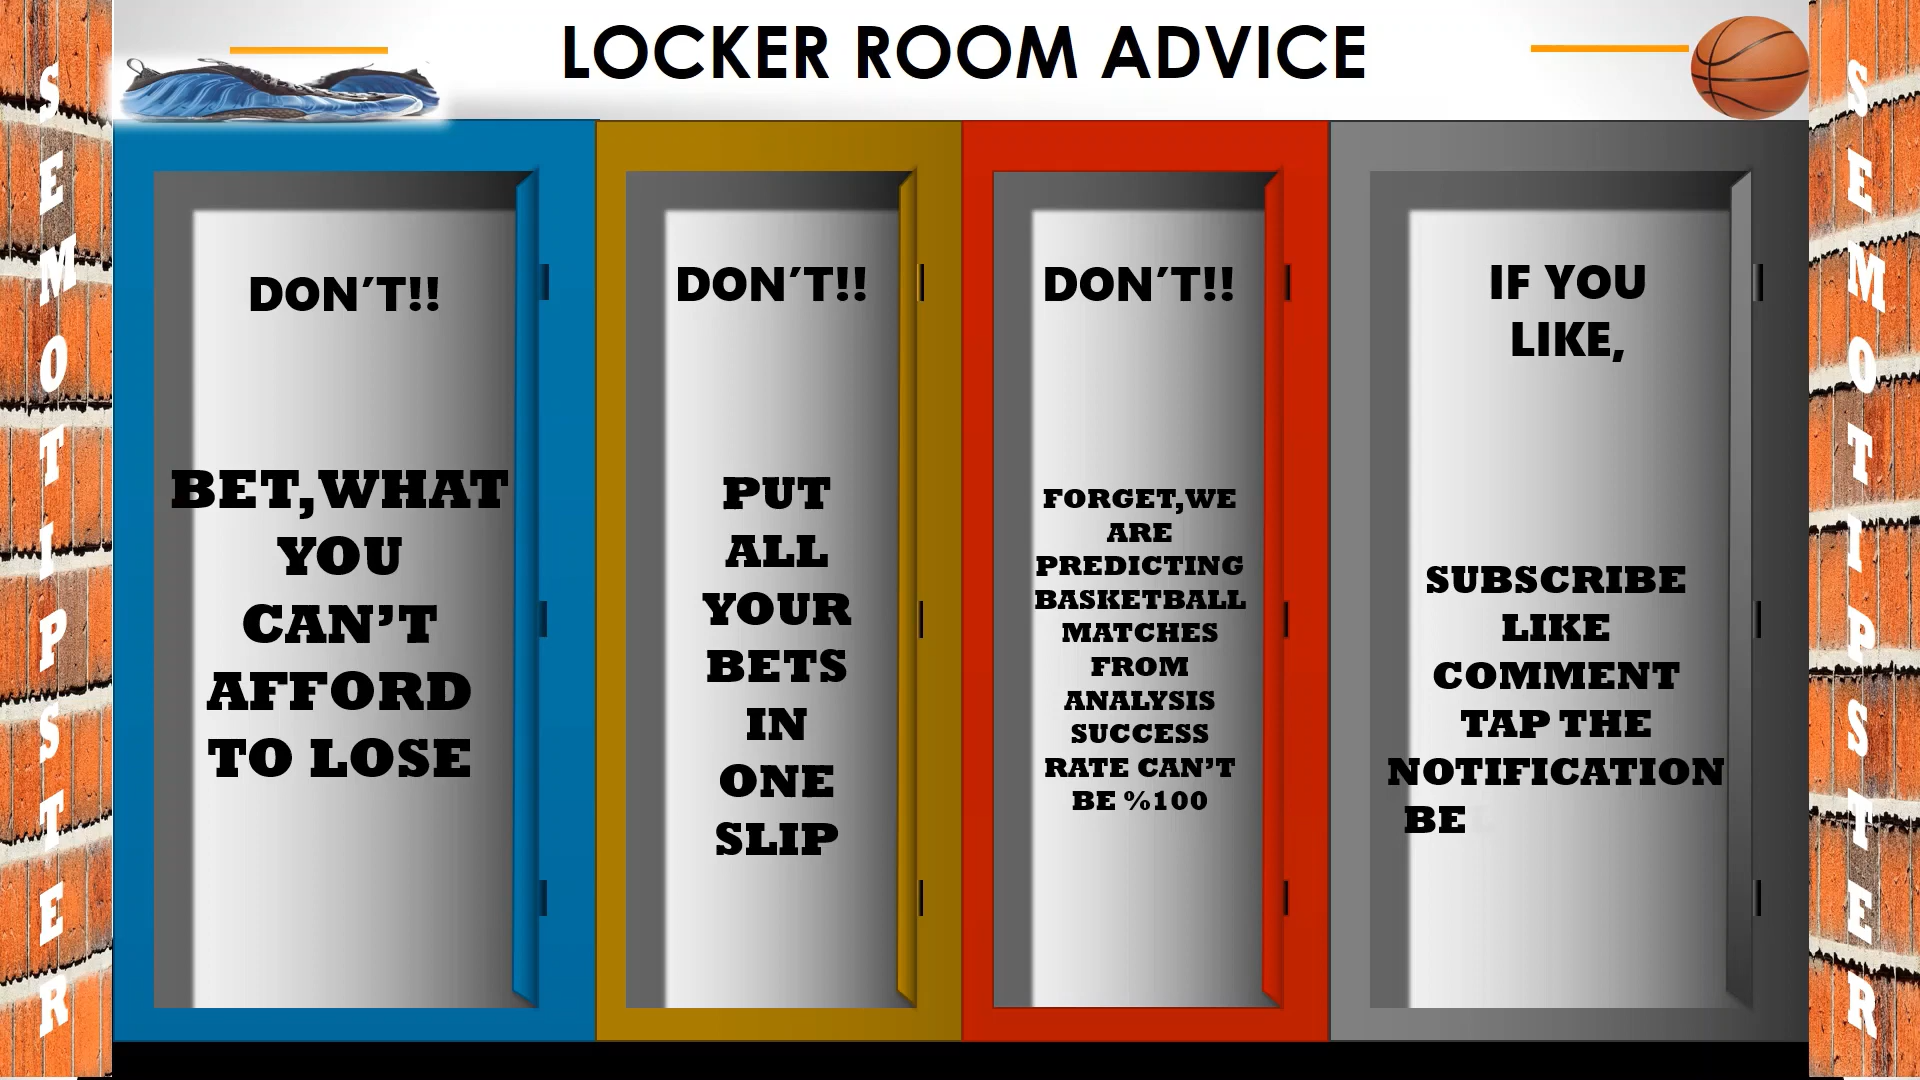 LOCKER ROOM ADVICE
SEMOTIPSTER
DON'T!!
BET,WHAT
YOU
CAN'T
AFFORD
TO LOSE
DON'T!!
PUT
ALL
YOUR
BETS
IN
ONE
SLIP
DON'T!!
FORGET,WE
ARE
PREDICTING
BASKETBALL
MATCHES
FROM
ANALYSIS
SUCCESS
RATE CAN'T
BE %100
IF YOU
LIKE,
SUBSCRIBE
LIKE
COMMENT
TAP THE
NOTIFICATION
BE
SEMOTIPSTER